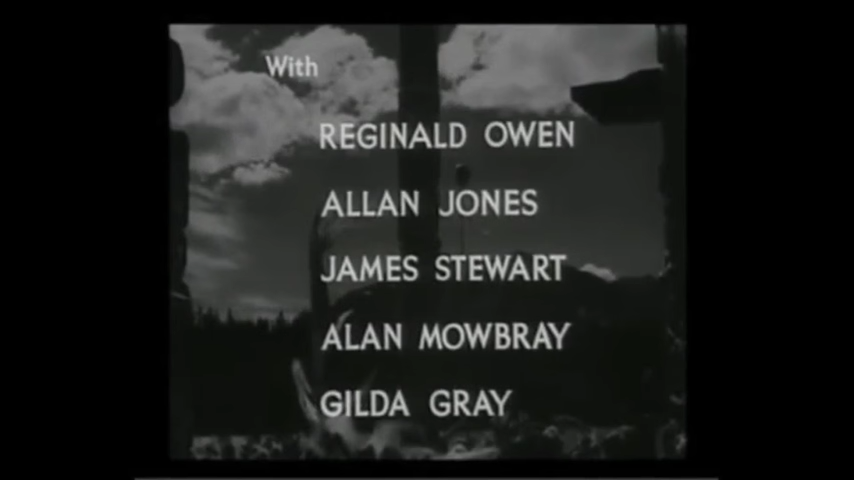 With
REGINALD OWEN
ALLAN JONES
JAMES STEWART
ALAN MOWBRAY
GILDA GRAY